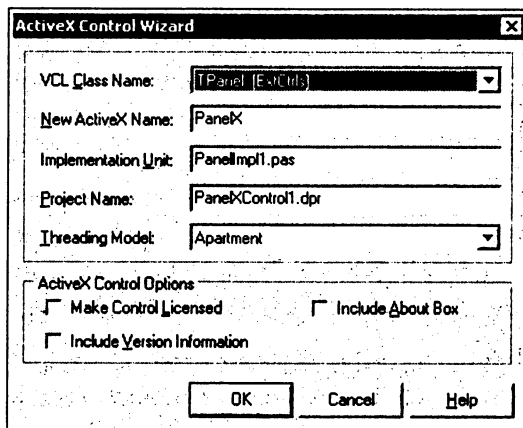 ActiveX Control Wizard
VCL Class Name: TPanel (ExtCtrls)
New ActiveX Name: PanelX
Implementation Unit: PanelImpl1.pas
Project Name: PanelXControl1.dpr
Threading Model: Apartment
ActiveX Control Options
Make Control Licensed Include About Box
Include Version Information
OK Cancel Help